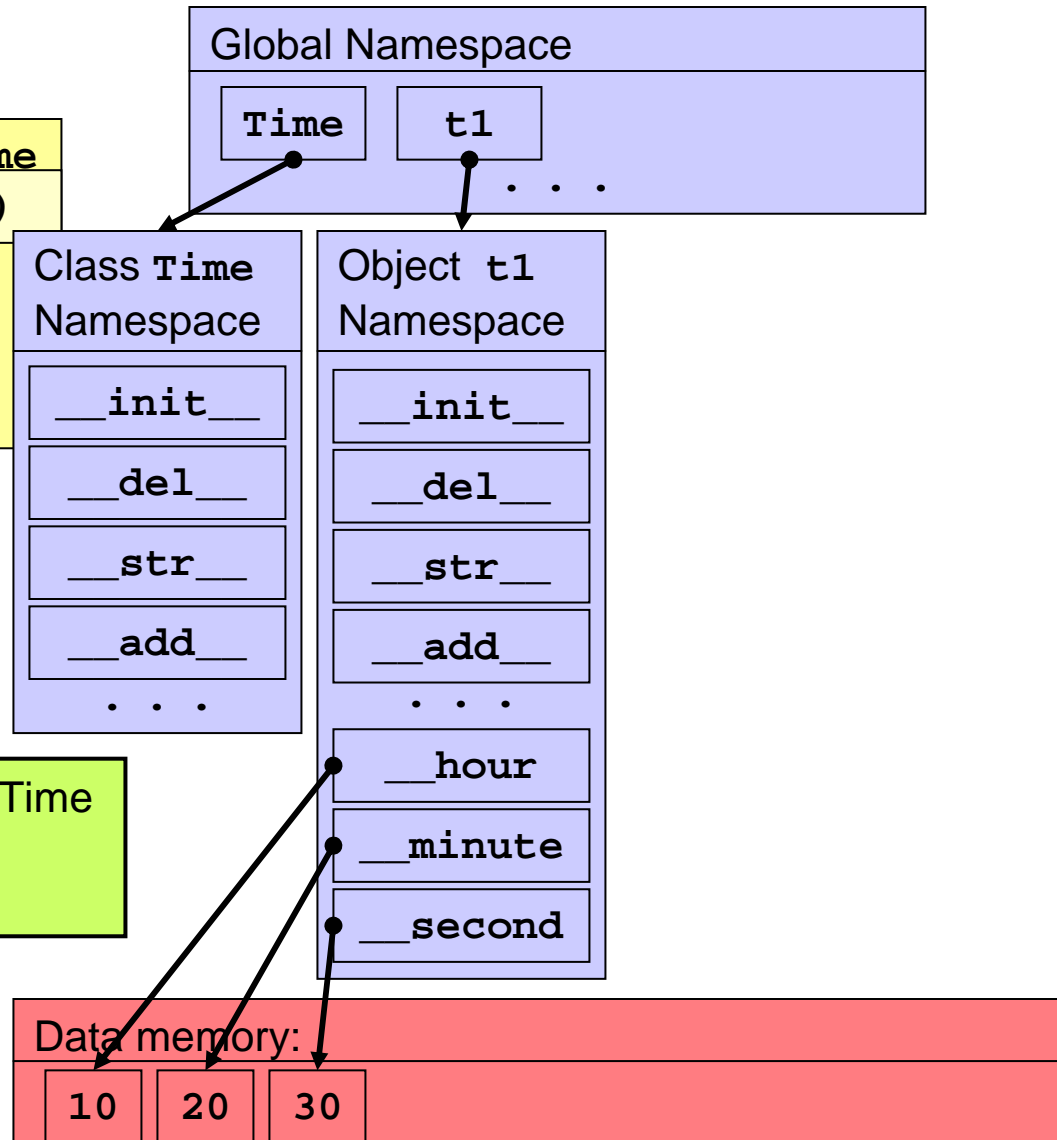 Global Namespace
Time t1
. . .
me
)
Class Time
Namespace
__init__
__del__
__str__
__add__
. . .
Object t1
Namespace
__init__
__del__
__str__
__add__
. . .
__hour
__minute
__second
Time
Data memory:
10 20 30